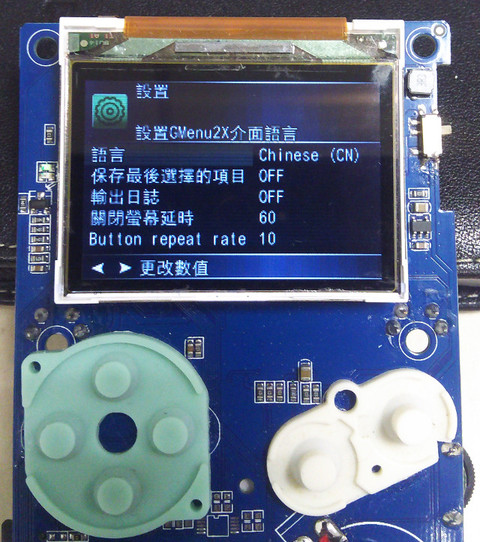 設置
設置GMenu2X介面語言
語言 Chinese (CN)
保存最後選擇的項目 OFF
輸出日誌 OFF
關閉螢幕延時 60
Button repeat rate 10
更改數值